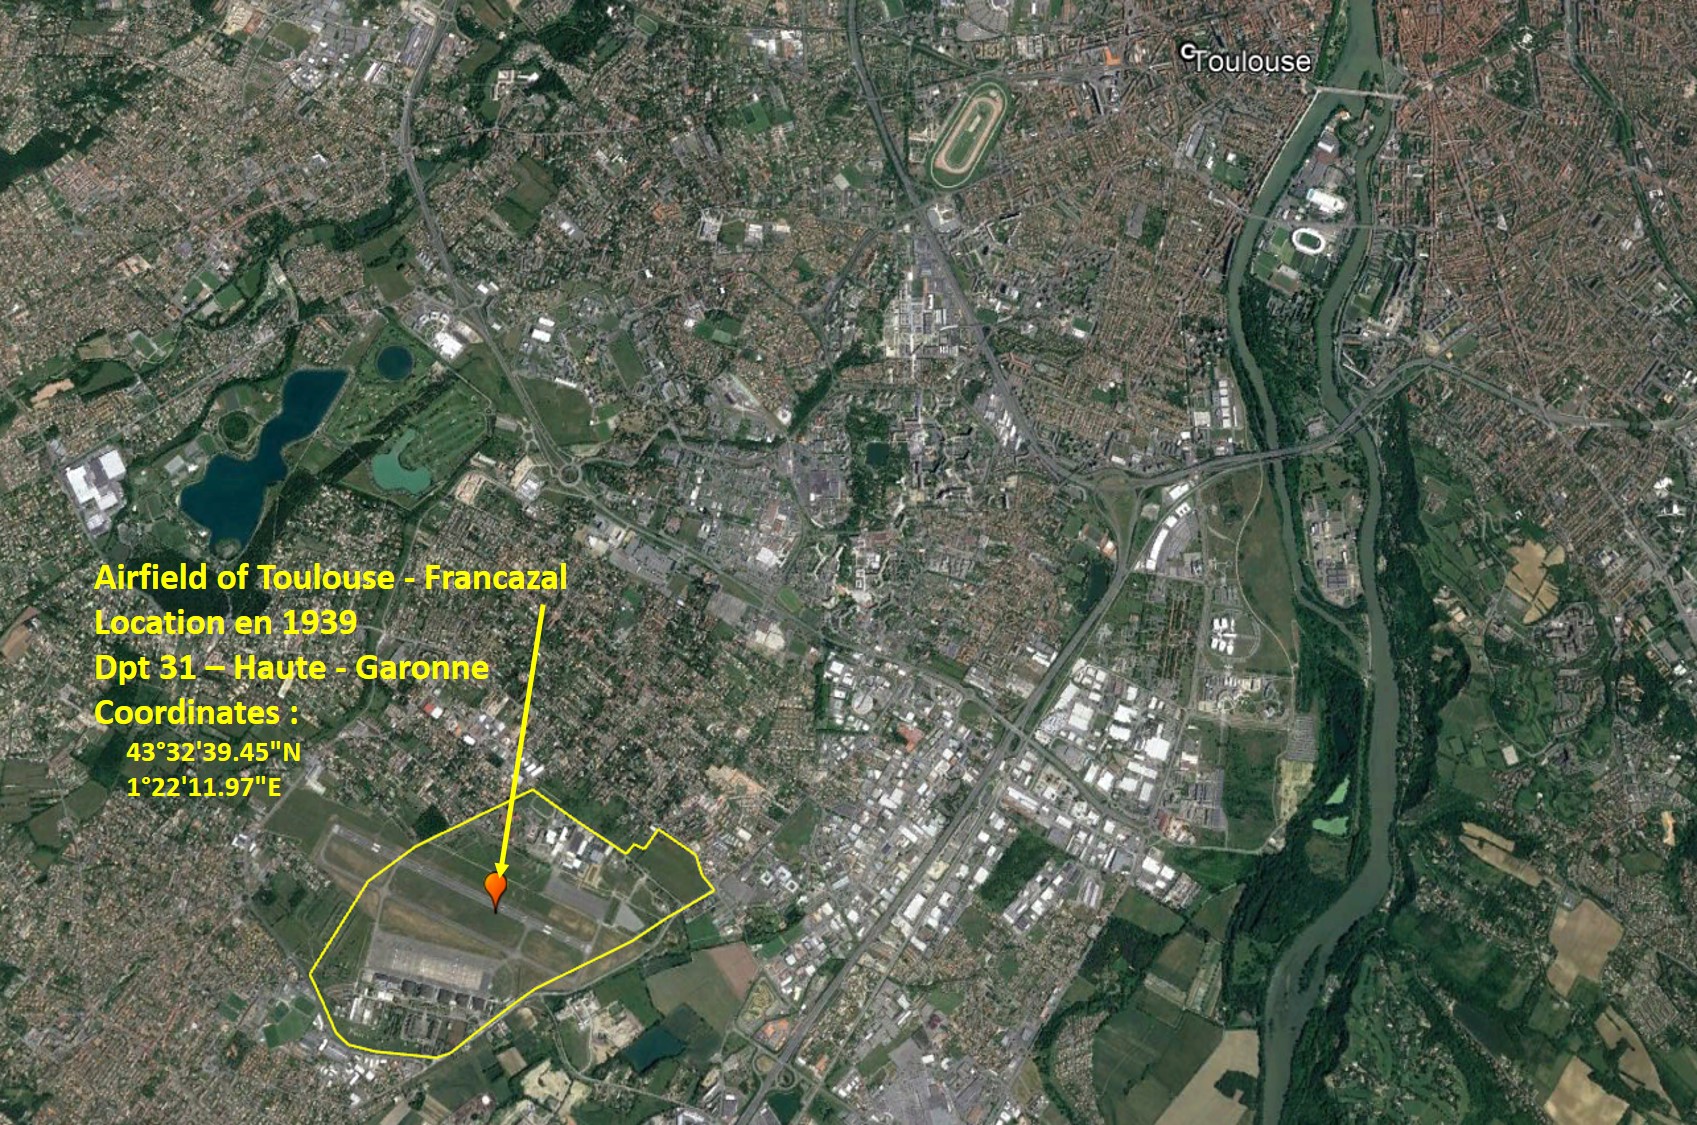 Toulouse
Airfield of Toulouse - Francazal
Location en 1939
Dpt 31 – Haute - Garonne
Coordinates :
43°32'39.45"N
1°22'11.97"E